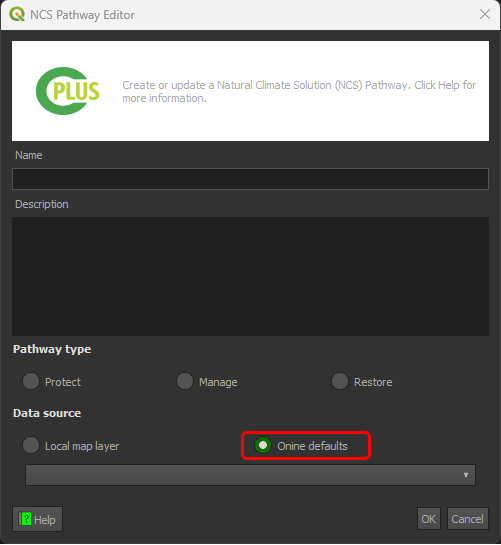 NCS Pathway Editor
CPLUS
Create or update a Natural Climate Solution (NCS) Pathway. Click Help for
more information.
Name
Description
Pathway type
Protect Manage Restore
Data source
Local map layer Onine defaults
? Help OK Cancel